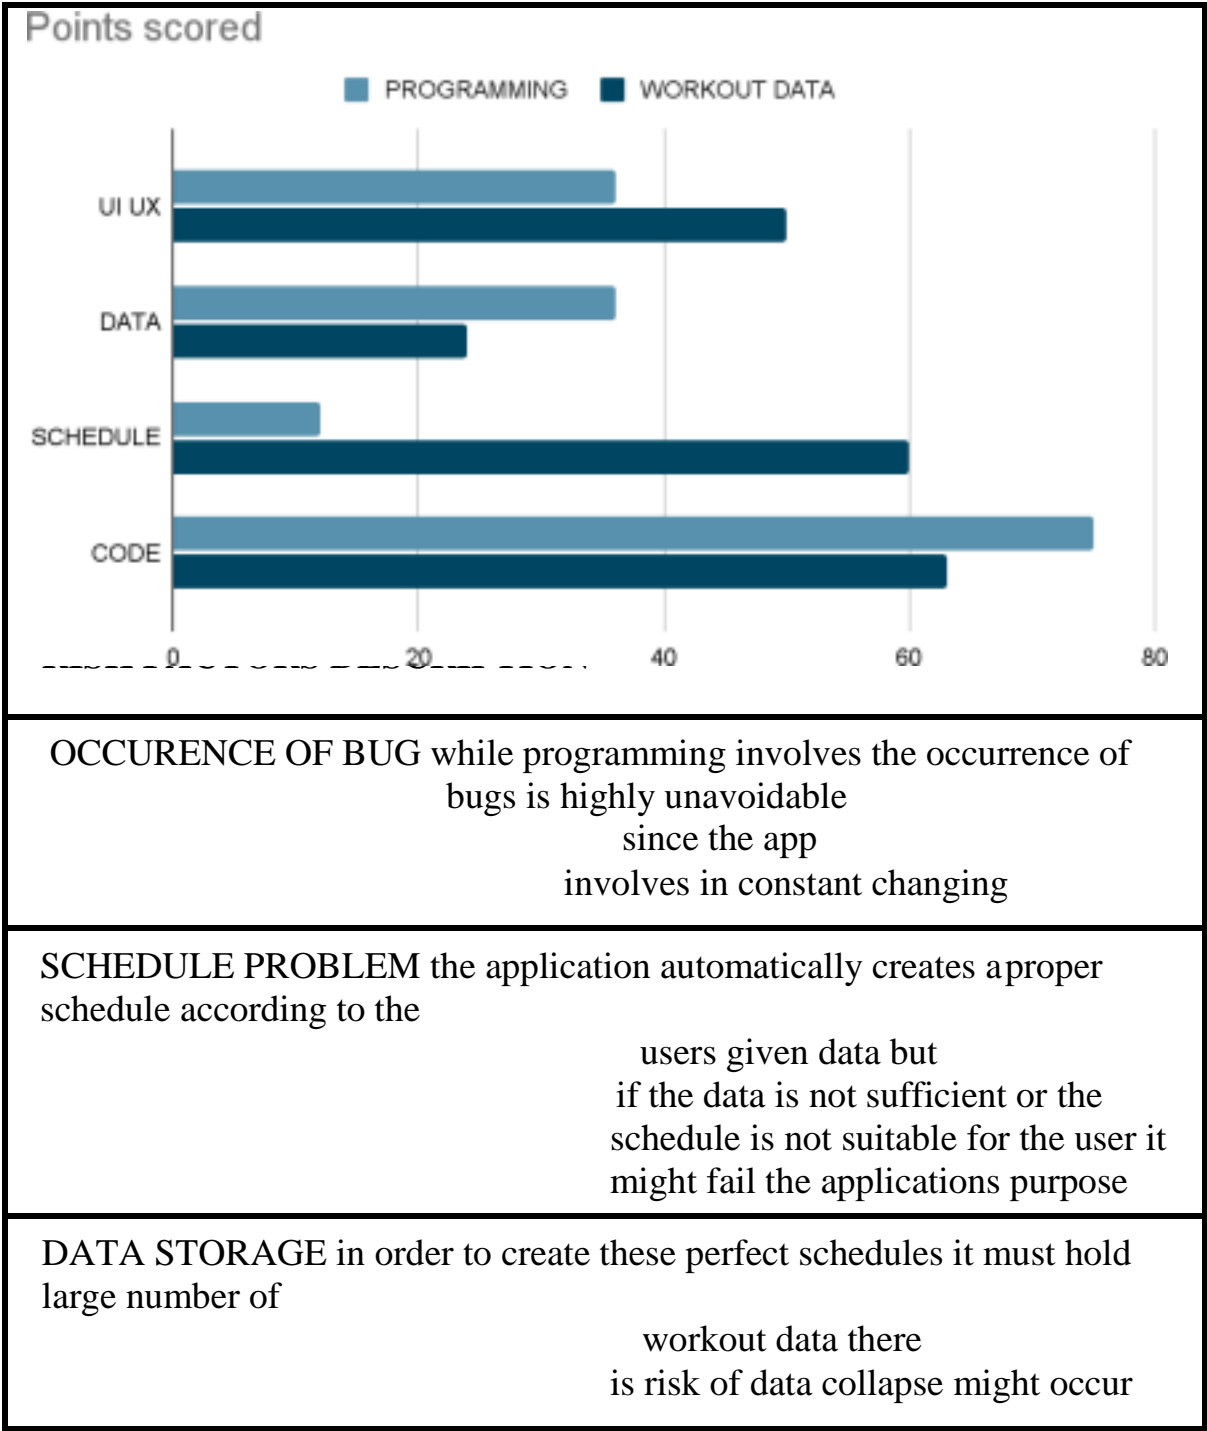 Points scored
PROGRAMMING WORKOUT DATA
UI UX
DATA
SCHEDULE
CODE
0 20 40 60 80
OCCURENCE OF BUG while programming involves the occurrence of
bugs is highly unavoidable
since the app
involves in constant changing
SCHEDULE PROBLEM the application automatically creates a proper
schedule according to the
users given data but
if the data is not sufficient or the
schedule is not suitable for the user it
might fail the applications purpose
DATA STORAGE in order to create these perfect schedules it must hold
large number of
workout data there
is risk of data collapse might occur